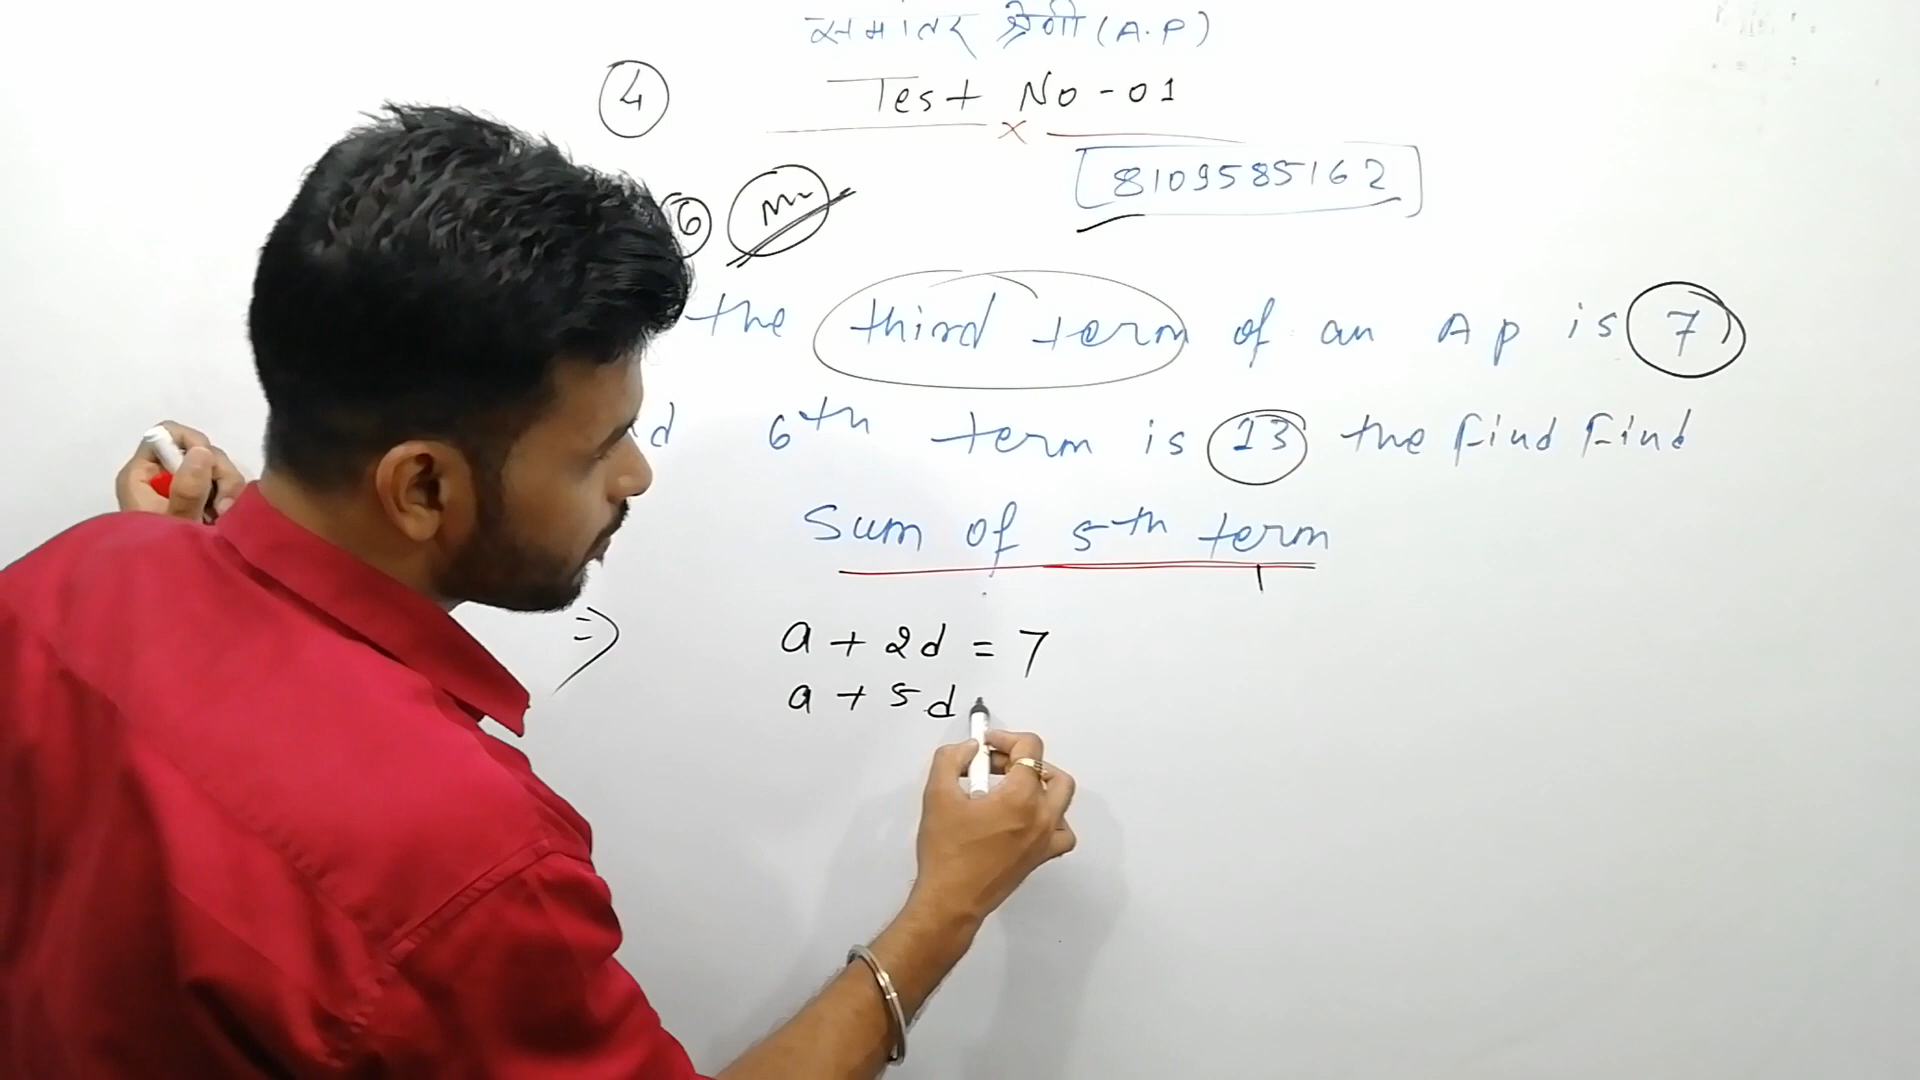 समांतर श्रेणी (A.P)
4
Test No-01
×
8109585162
6
the third term of an Ap is 7
d 6th term is 13 the find find
Sum of 5th term
=>
a + 2d = 7
a + 5d